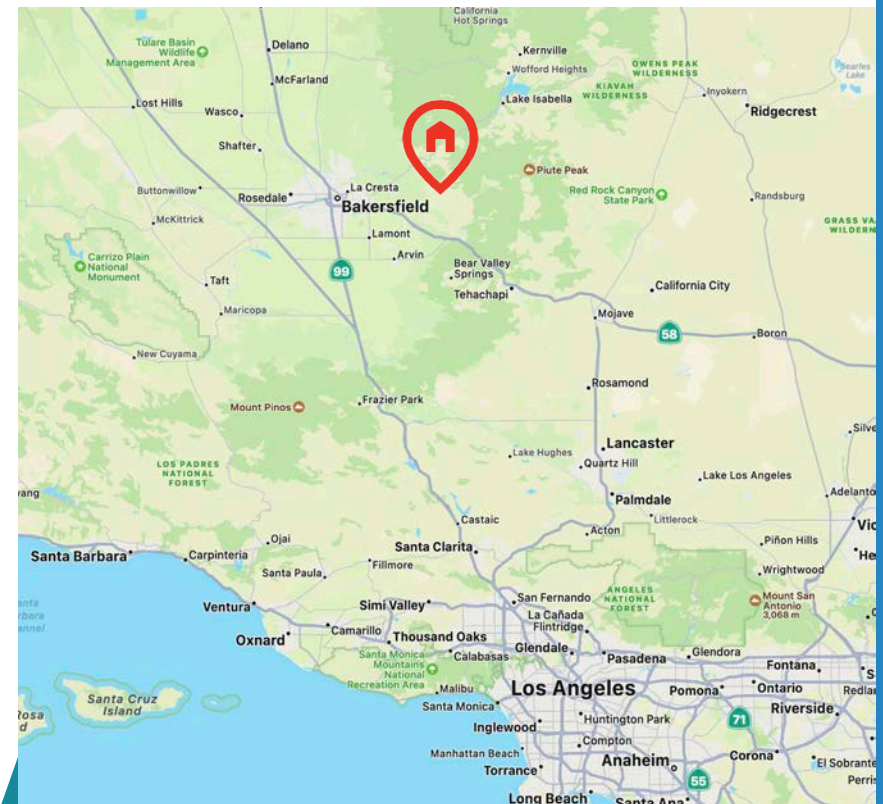 California
Hot Springs
Tulare Basin
Wildlife
Management Area
Delano
Kernville
Wofford Heights
OWENS PEAK
WILDERNESS
Searles
Lake
McFarland
KIAVAH
WILDERNESS
Inyokern
Lost Hills
Wasco
Lake Isabella
Ridgecrest
Shafter
Piute Peak
Buttonwillow
Rosedale
La Cresta
Bakersfield
Red Rock Canyon
State Park
Randsburg
McKittrick
GRASS VA
WILDERN
Lamont
Carrizo Plain
National
Monument
Arvin
99
Bear Valley
Springs
Taft
Tehachapi
California City
Maricopa
Mojave
58
Boron
New Cuyama
Rosamond
Mount Pinos
Frazier Park
Silve
Lancaster
Lake Hughes
Quartz Hill
LOS PADRES
NATIONAL
FOREST
Lake Los Angeles
yang
Palmdale
Adelanto
Castaic
Littlerock
Vic
Ojai
Acton
Piñon Hills
Santa Barbara
Carpinteria
Santa Clarita
He
Fillmore
Santa Paula
Wrightwood
Ventura
Simi Valley
San Fernando
ANGELES
NATIONAL
FOREST
Mount San
Antonio
3,068 m
La Cañada
Flintridge
Oxnard
Camarillo
Thousand Oaks
Calabasas
Glendale
Pasadena
Glendora
Fontana
Santa Monica
Mountains
National
Recreation Area
Malibu
Los Angeles
Pomona
Ontario
Redlar
Santa Cruz
Island
Santa Monica
Riverside
Huntington Park
71
Inglewood
Compton
Manhattan Beach
Anaheim
Corona
El Sobrante
Torrance
55
Perris
Long Beach
Santa Ana